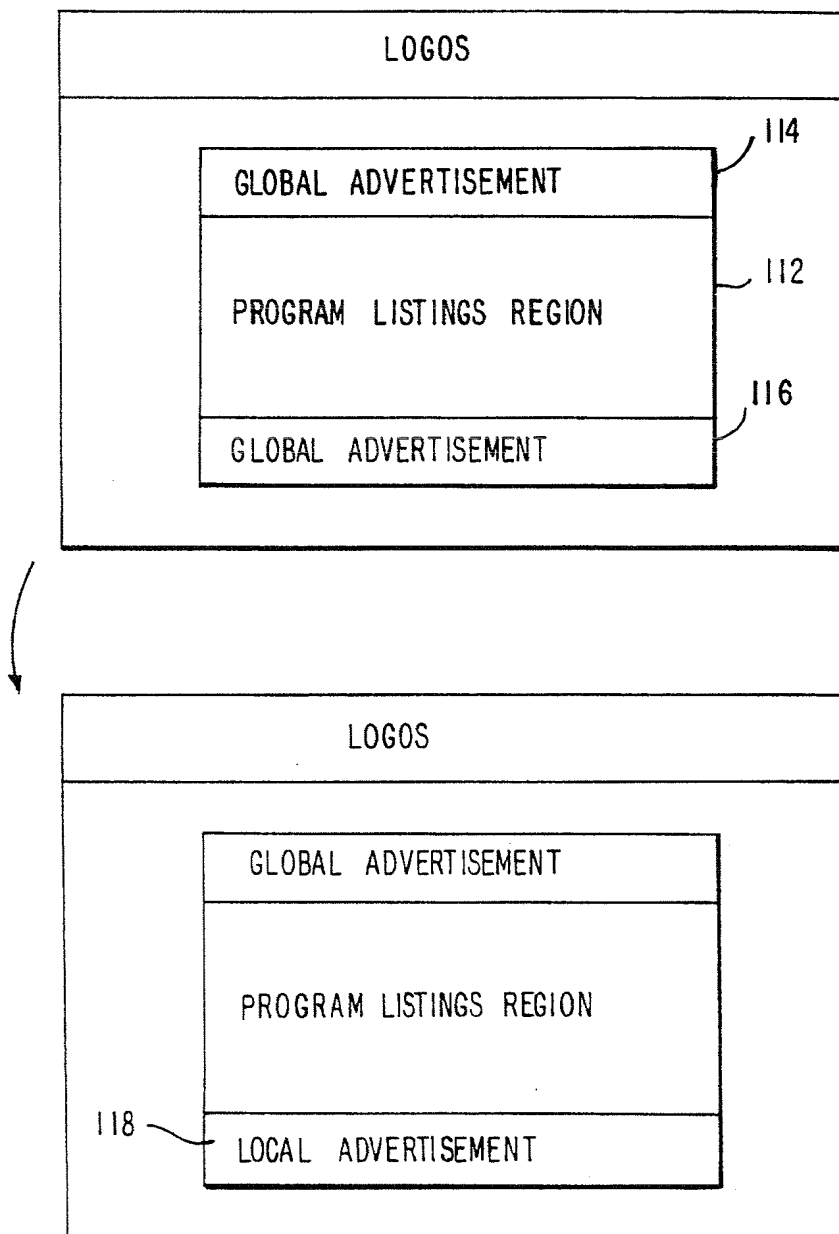 LOGOS
114
GLOBAL ADVERTISEMENT
112
PROGRAM LISTINGS REGION
116
GLOBAL ADVERTISEMENT
LOGOS
GLOBAL ADVERTISEMENT
PROGRAM LISTINGS REGION
118
LOCAL ADVERTISEMENT